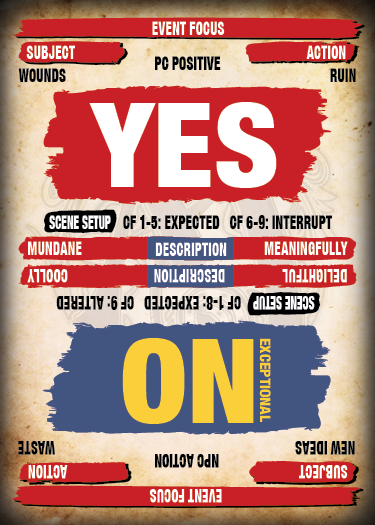 EVENT FOCUS
SUBJECT ACTION
WOUNDS PC POSITIVE RUIN
YES
SCENE SETUP CF 1-5: EXPECTED CF 6-9: INTERRUPT
MUNDANE DESCRIPTION MEANINGFULLY
EVENT FOCUS
SUBJECT ACTION
NEW IDEAS NPC ACTION WASTE
EXCEPTIONAL
NO
SCENE SETUP CF 1-8: EXPECTED CF 9: ALTERED
DELIGHTFUL DESCRIPTION COOLLY